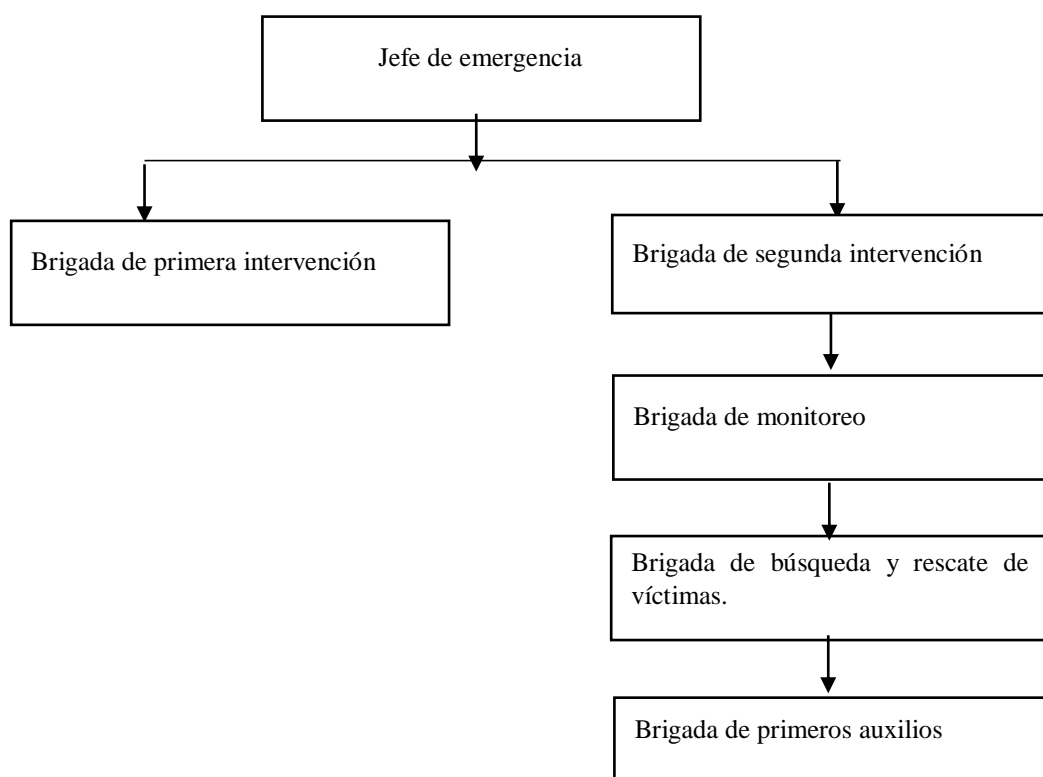 Jefe de emergencia
Brigada de primera intervención
Brigada de segunda intervención
Brigada de monitoreo
Brigada de búsqueda y rescate de
víctimas.
Brigada de primeros auxilios